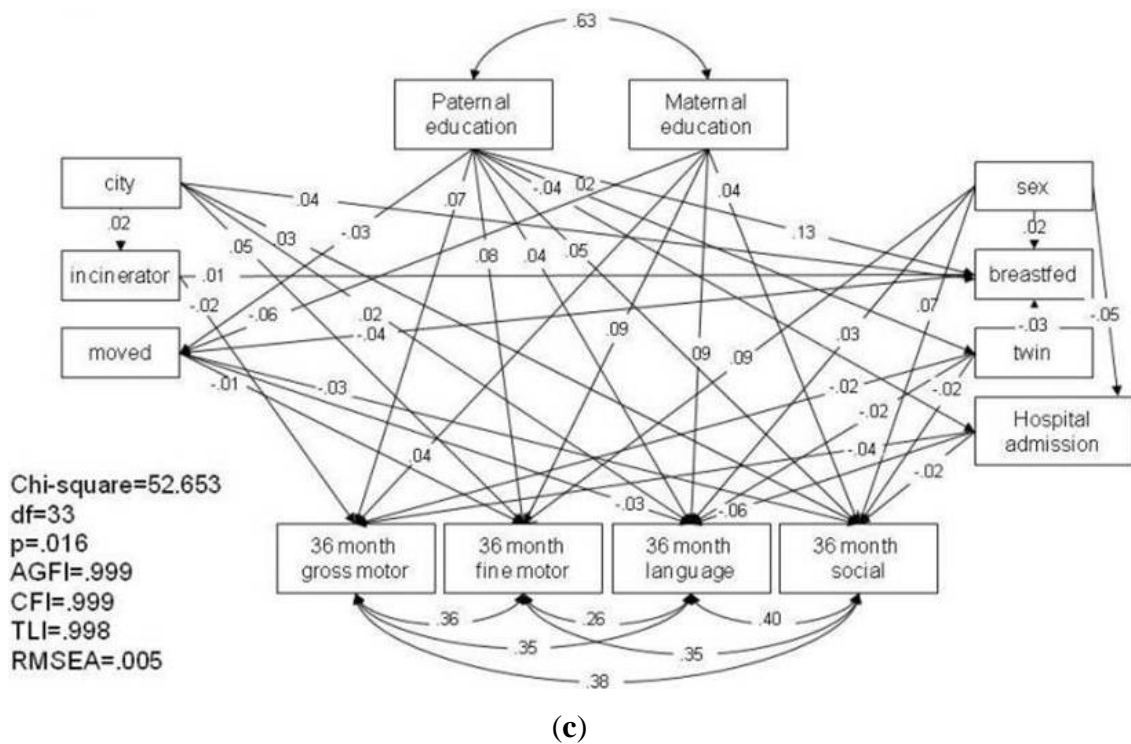 .63
Paternal
education
Maternal
education
city
sex
.02
.04
.07
-.04
.02
.04
.02
.05
.03
-.03
.13
incinerator
.01
.08
.04
.05
breastfed
-.02
-.06
.02
-.04
.09
.09
.03
.07
-.05
-.03
moved
twin
-.01
-.03
.09
-.02
-.02
-.02
Hospital
admission
.04
-.04
-.02
-.03
-.06
Chi-square=52.653
df=33
p=.016
AGFI=.999
CFI=.999
TLI=.998
RMSEA=.005
36 month
gross motor
36 month
fine motor
36 month
language
36 month
social
.36
.26
.40
.35
.35
.38
(c)